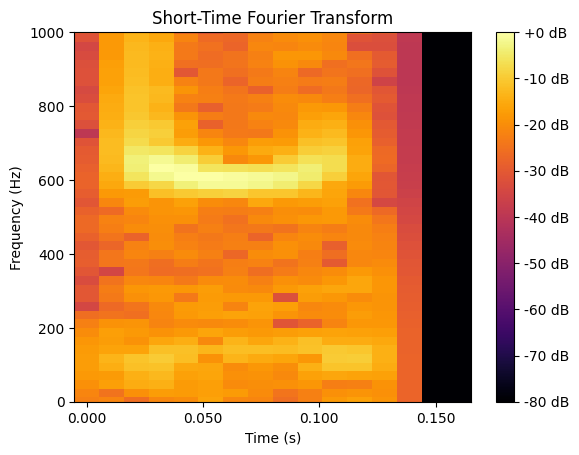 Short-Time Fourier Transform
1000
800
600
400
200
0
Frequency (Hz)
0.000
0.050
0.100
0.150
Time (s)
+0 dB
-10 dB
-20 dB
-30 dB
-40 dB
-50 dB
-60 dB
-70 dB
-80 dB